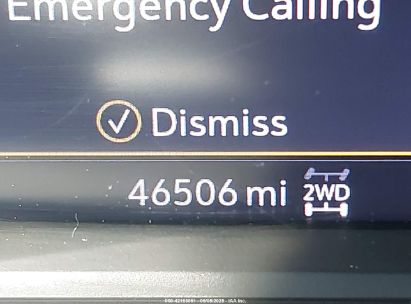 Emergency Calling
Dismiss
46506 mi 2WD